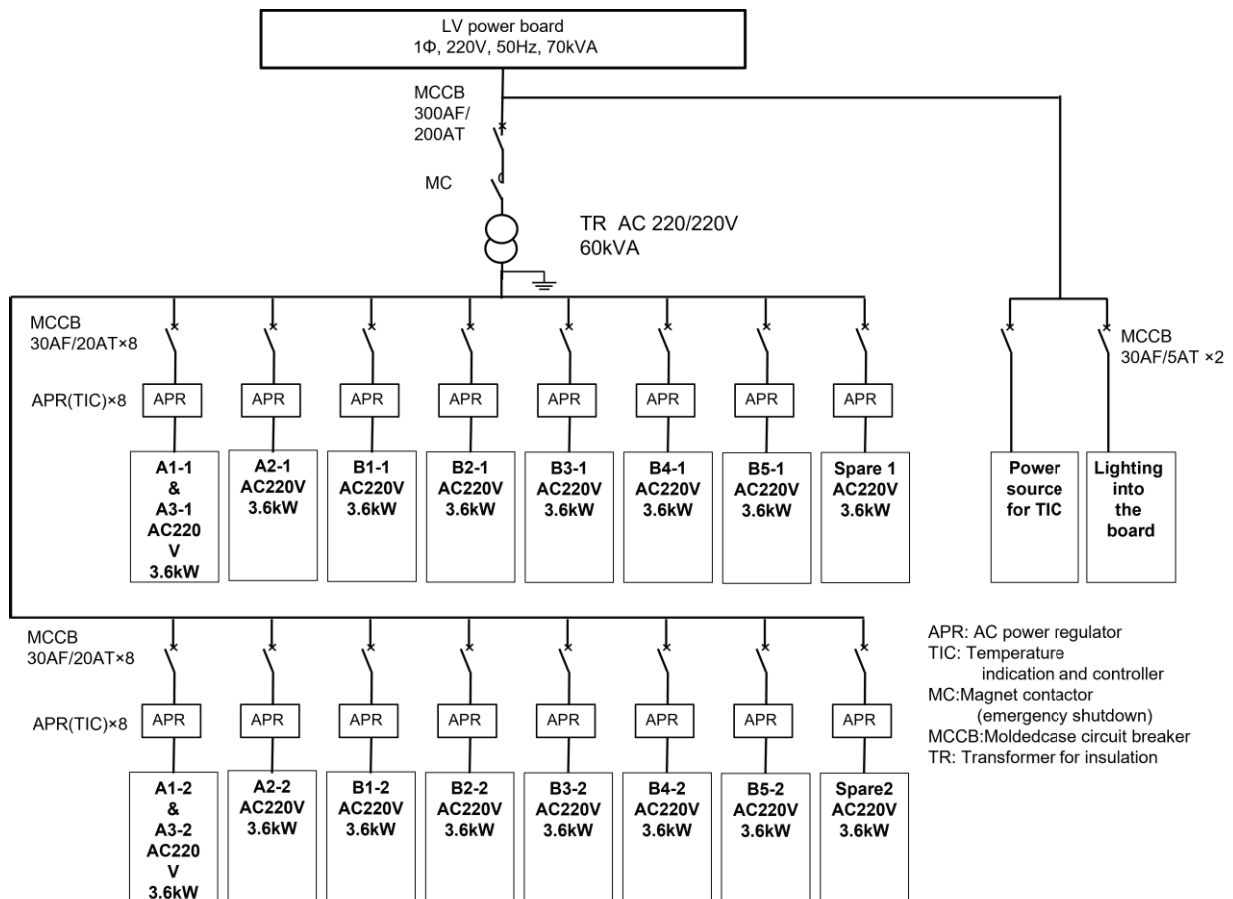 LV power board
1Φ, 220V, 50Hz, 70kVA
MCCB
300AF/
200AT
MC
TR AC 220/220V
60kVA
MCCB
30AF/20AT×8
MCCB
30AF/5AT ×2
APR(TIC)×8
APR
APR
APR
APR
APR
APR
APR
APR
A1-1
&
A3-1
AC220
V
3.6kW
A2-1
AC220V
3.6kW
B1-1
AC220V
3.6kW
B2-1
AC220V
3.6kW
B3-1
AC220V
3.6kW
B4-1
AC220V
3.6kW
B5-1
AC220V
3.6kW
Spare 1
AC220V
3.6kW
Power
source
for TIC
Lighting
into
the
board
MCCB
30AF/20AT×8
APR(TIC)×8
APR
APR
APR
APR
APR
APR
APR
APR
A1-2
&
A3-2
AC220
V
3.6kW
A2-2
AC220V
3.6kW
B1-2
AC220V
3.6kW
B2-2
AC220V
3.6kW
B3-2
AC220V
3.6kW
B4-2
AC220V
3.6kW
B5-2
AC220V
3.6kW
Spare2
AC220V
3.6kW
APR: AC power regulator
TIC: Temperature
indication and controller
MC:Magnet contactor
(emergency shutdown)
MCCB:Moldedcase circuit breaker
TR: Transformer for insulation